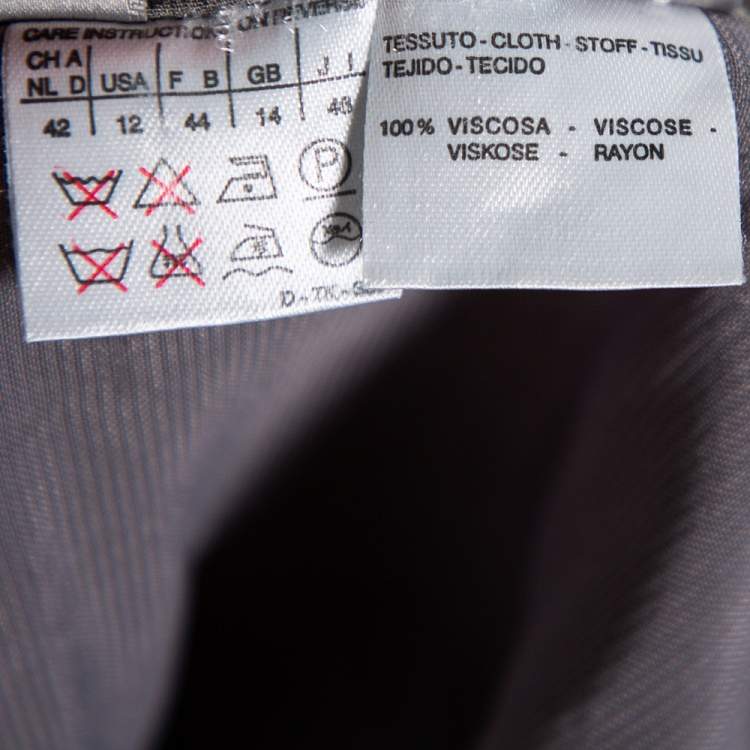 CARE INSTRUCTIONS ON REVERSE
CH A
NL D USA F B GB J I
42 12 44 14
P
TESSUTO - CLOTH - STOFF - TISSU
TEJIDO - TECIDO
100% VISCOSA - VISCOSE -
VISKOSE - RAYON